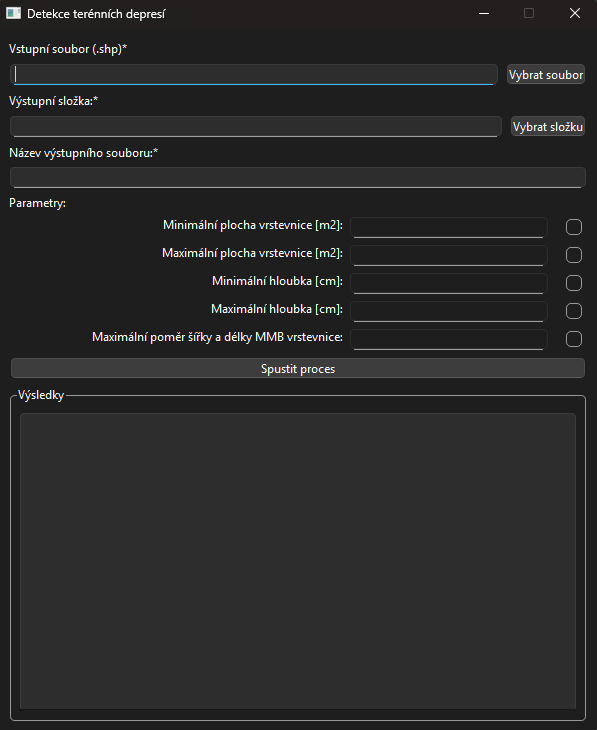 Detekce terénních depresí
Vstupní soubor (.shp)*
Vybrat soubor
Výstupní složka:*
Vybrat složku
Název výstupního souboru:*
Parametry:
Minimální plocha vrstevnice [m2]:
Maximální plocha vrstevnice [m2]:
Minimální hloubka [cm]:
Maximální hloubka [cm]:
Maximální poměr šířky a délky MMB vrstevnice:
Spustit proces
Výsledky